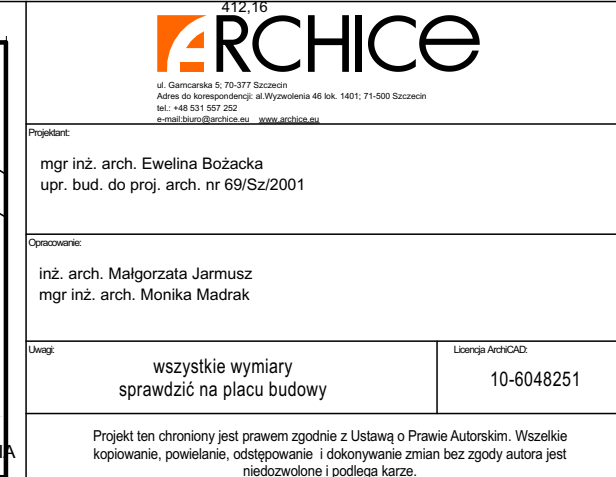 412,16
ARCHICE
ul. Garncarska 5; 70-377 Szczecin
Adres do korespondencji: al.Wyzwolenia 46 lok. 1401; 71-500 Szczecin
tel.: +48 531 557 252
e-mail:biuro@archice.eu www.archice.eu
Projektant:
mgr inż. arch. Ewelina Bożacka
upr. bud. do proj. arch. nr 69/Sz/2001
Opracowanie:
inż. arch. Małgorzata Jarmusz
mgr inż. arch. Monika Madrak
Uwagi:
wszystkie wymiary
sprawdzić na placu budowy
Licencja ArchiCAD:
10-6048251
Projekt ten chroniony jest prawem zgodnie z Ustawą o Prawie Autorskim. Wszelkie
kopiowanie, powielanie, odstępowanie i dokonywanie zmian bez zgody autora jest
niedozwolone i podlega karze.